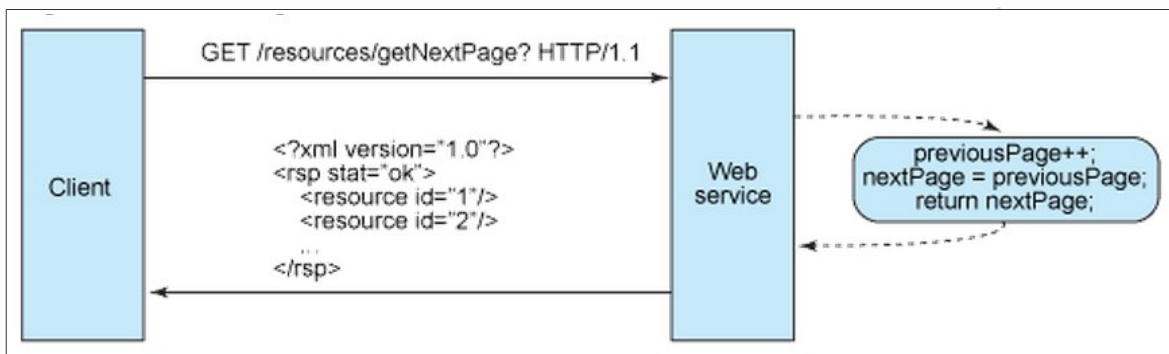 GET /resources/getNextPage? HTTP/1.1
Client
<?xml version="1.0"?>
<rsp stat="ok">
<resource id="1"/>
<resource id="2"/>
...
</rsp>
Web
service
previousPage++;
nextPage = previousPage;
return nextPage;